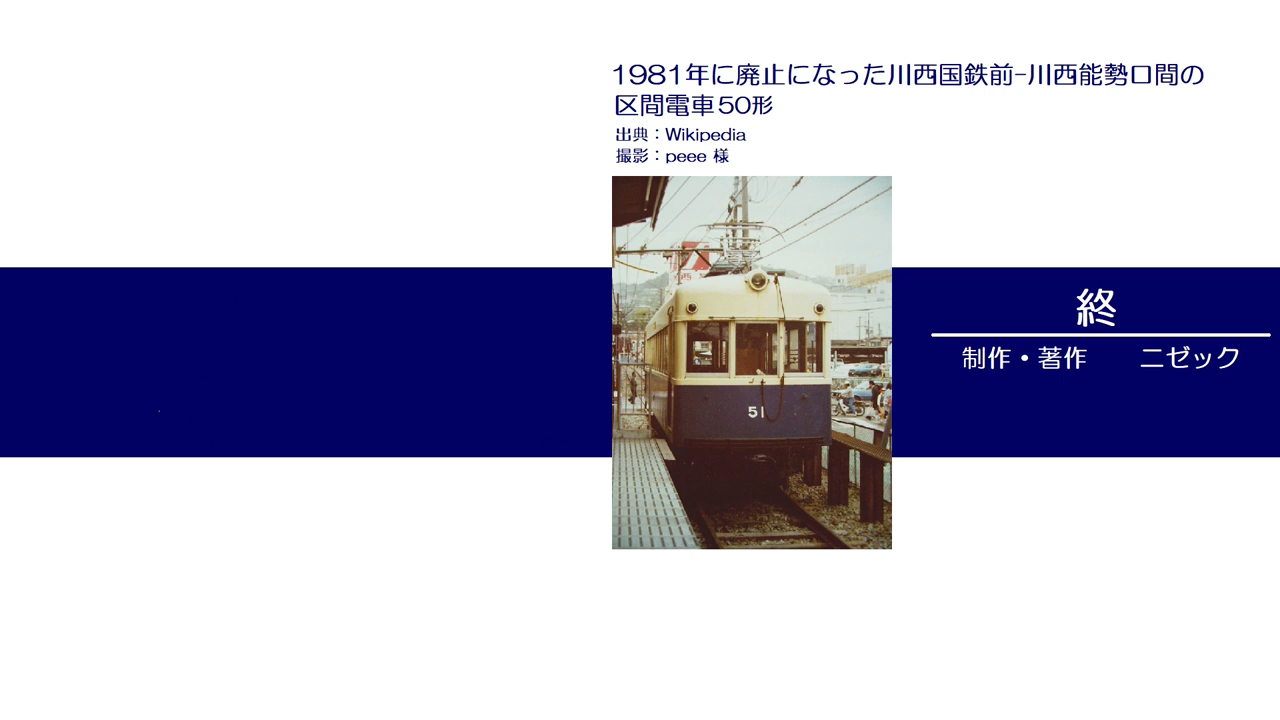 1981年に廃止になった川西国鉄前-川西能勢口間の
区間電車50形
出典：Wikipedia
撮影：peee 様
51
終
制作・著作　ニゼック